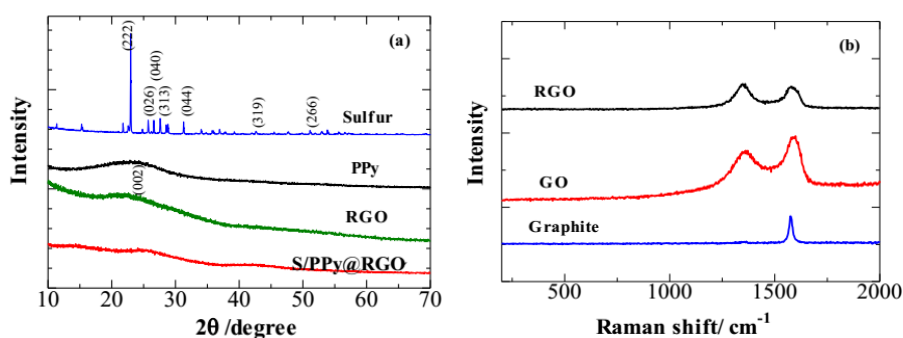 (a)
(222)
(040)
(026)
(313)
(044)
(319)
(266)
Sulfur
PPy
(002)
RGO
S/PPy@RGO
Intensity
10 20 30 40 50 60 70
2θ /degree
(b)
RGO
GO
Graphite
Intensity
500 1000 1500 2000
Raman shift/ cm⁻¹